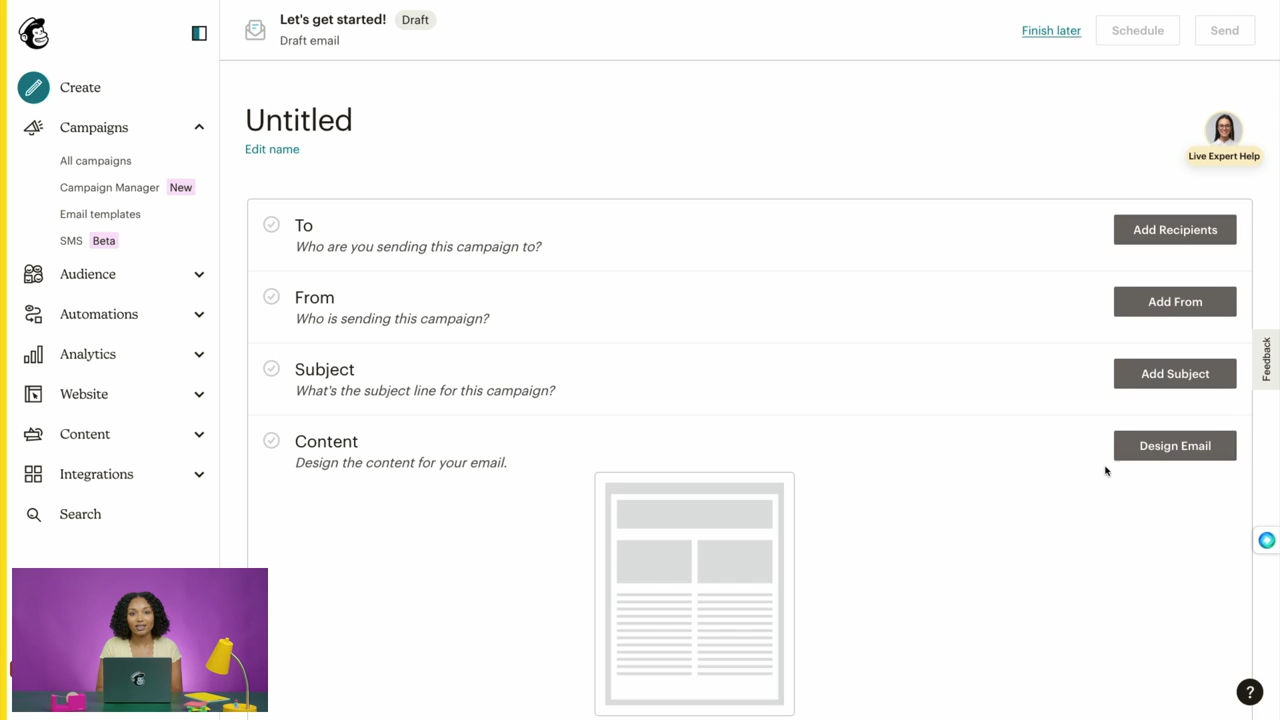 Let's get started! Draft
Draft email
Finish later
Schedule
Send
Create
Campaigns
All campaigns
Campaign Manager New
Email templates
SMS Beta
Audience
Automations
Analytics
Website
Content
Integrations
Search
Untitled
Edit name
Live Expert Help
To
Who are you sending this campaign to?
Add Recipients
From
Who is sending this campaign?
Add From
Subject
What's the subject line for this campaign?
Add Subject
Content
Design the content for your email.
Design Email
Feedback
?